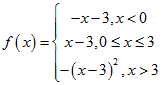 f(x) = { -x-3, x<0
x-3, 0≤x≤3
-(x-3)², x>3